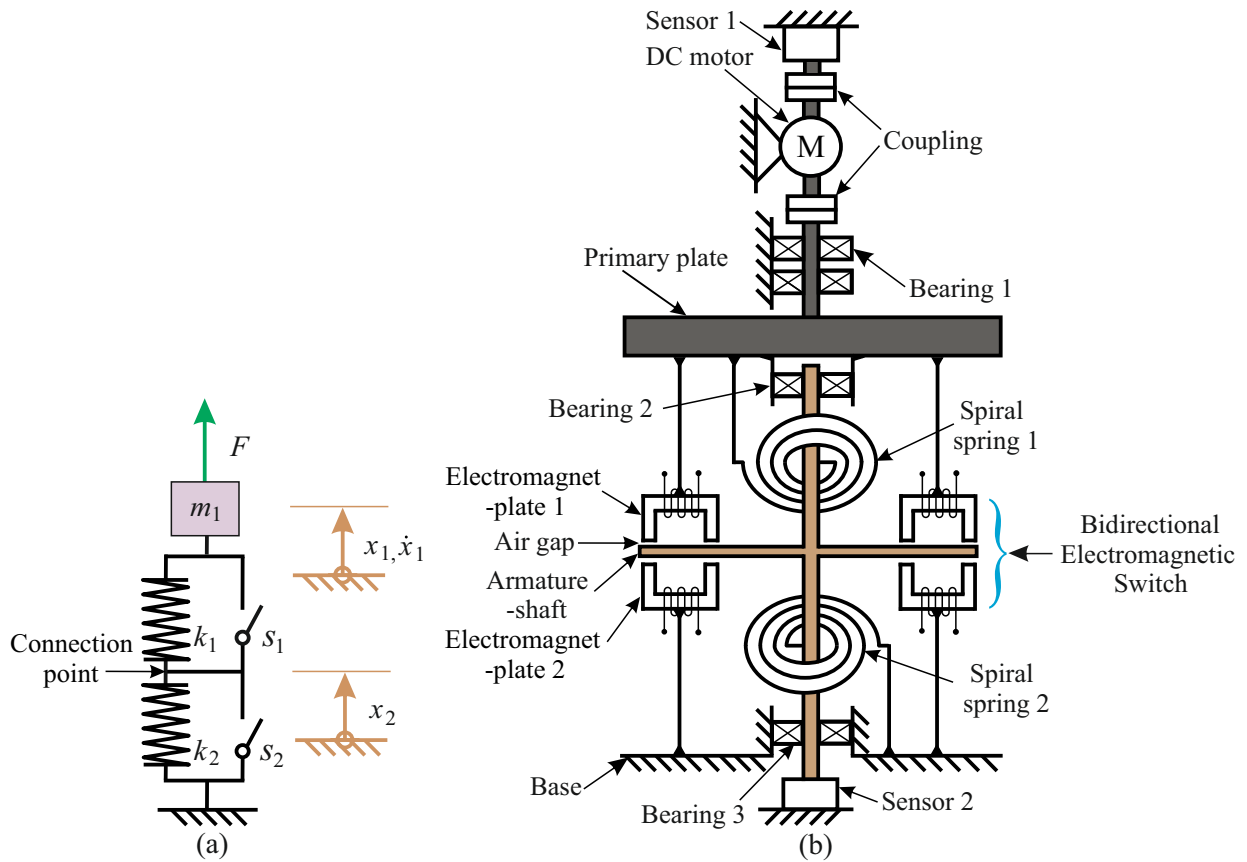 F
m1
x1, ẋ1
k1
s1
Connection
point
x2
k2
s2
(a)
Sensor 1
DC motor
M
Coupling
Primary plate
Bearing 1
Bearing 2
Spiral
spring 1
Electromagnet
-plate 1
Air gap
Armature
-shaft
Electromagnet
-plate 2
Bidirectional
Electromagnetic
Switch
Spiral
spring 2
Base
Bearing 3
Sensor 2
(b)